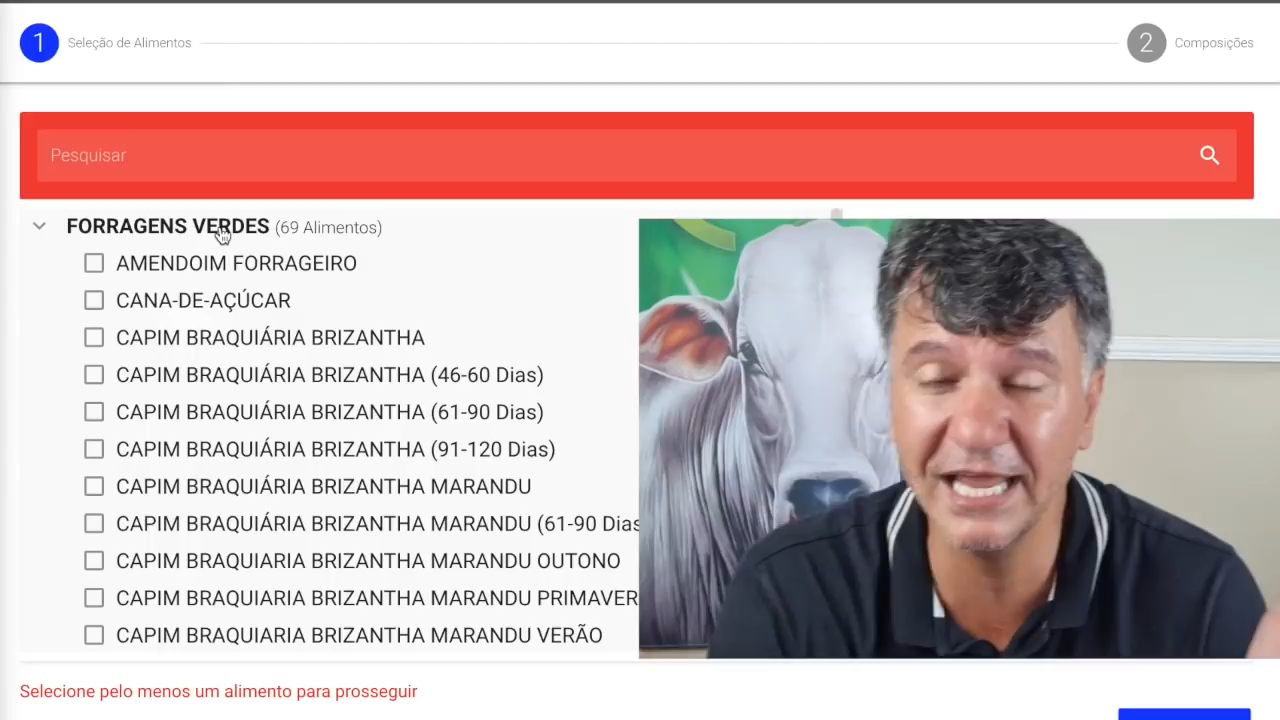 1 Seleção de Alimentos
2 Composições
Pesquisar
FORRAGENS VERDES (69 Alimentos)
AMENDOIM FORRAGEIRO
CANA-DE-AÇÚCAR
CAPIM BRAQUIÁRIA BRIZANTHA
CAPIM BRAQUIÁRIA BRIZANTHA (46-60 Dias)
CAPIM BRAQUIÁRIA BRIZANTHA (61-90 Dias)
CAPIM BRAQUIÁRIA BRIZANTHA (91-120 Dias)
CAPIM BRAQUIÁRIA BRIZANTHA MARANDU
CAPIM BRAQUIÁRIA BRIZANTHA MARANDU (61-90 Dias
CAPIM BRAQUIARIA BRIZANTHA MARANDU OUTONO
CAPIM BRAQUIARIA BRIZANTHA MARANDU PRIMAVER
CAPIM BRAQUIARIA BRIZANTHA MARANDU VERÃO
Selecione pelo menos um alimento para prosseguir